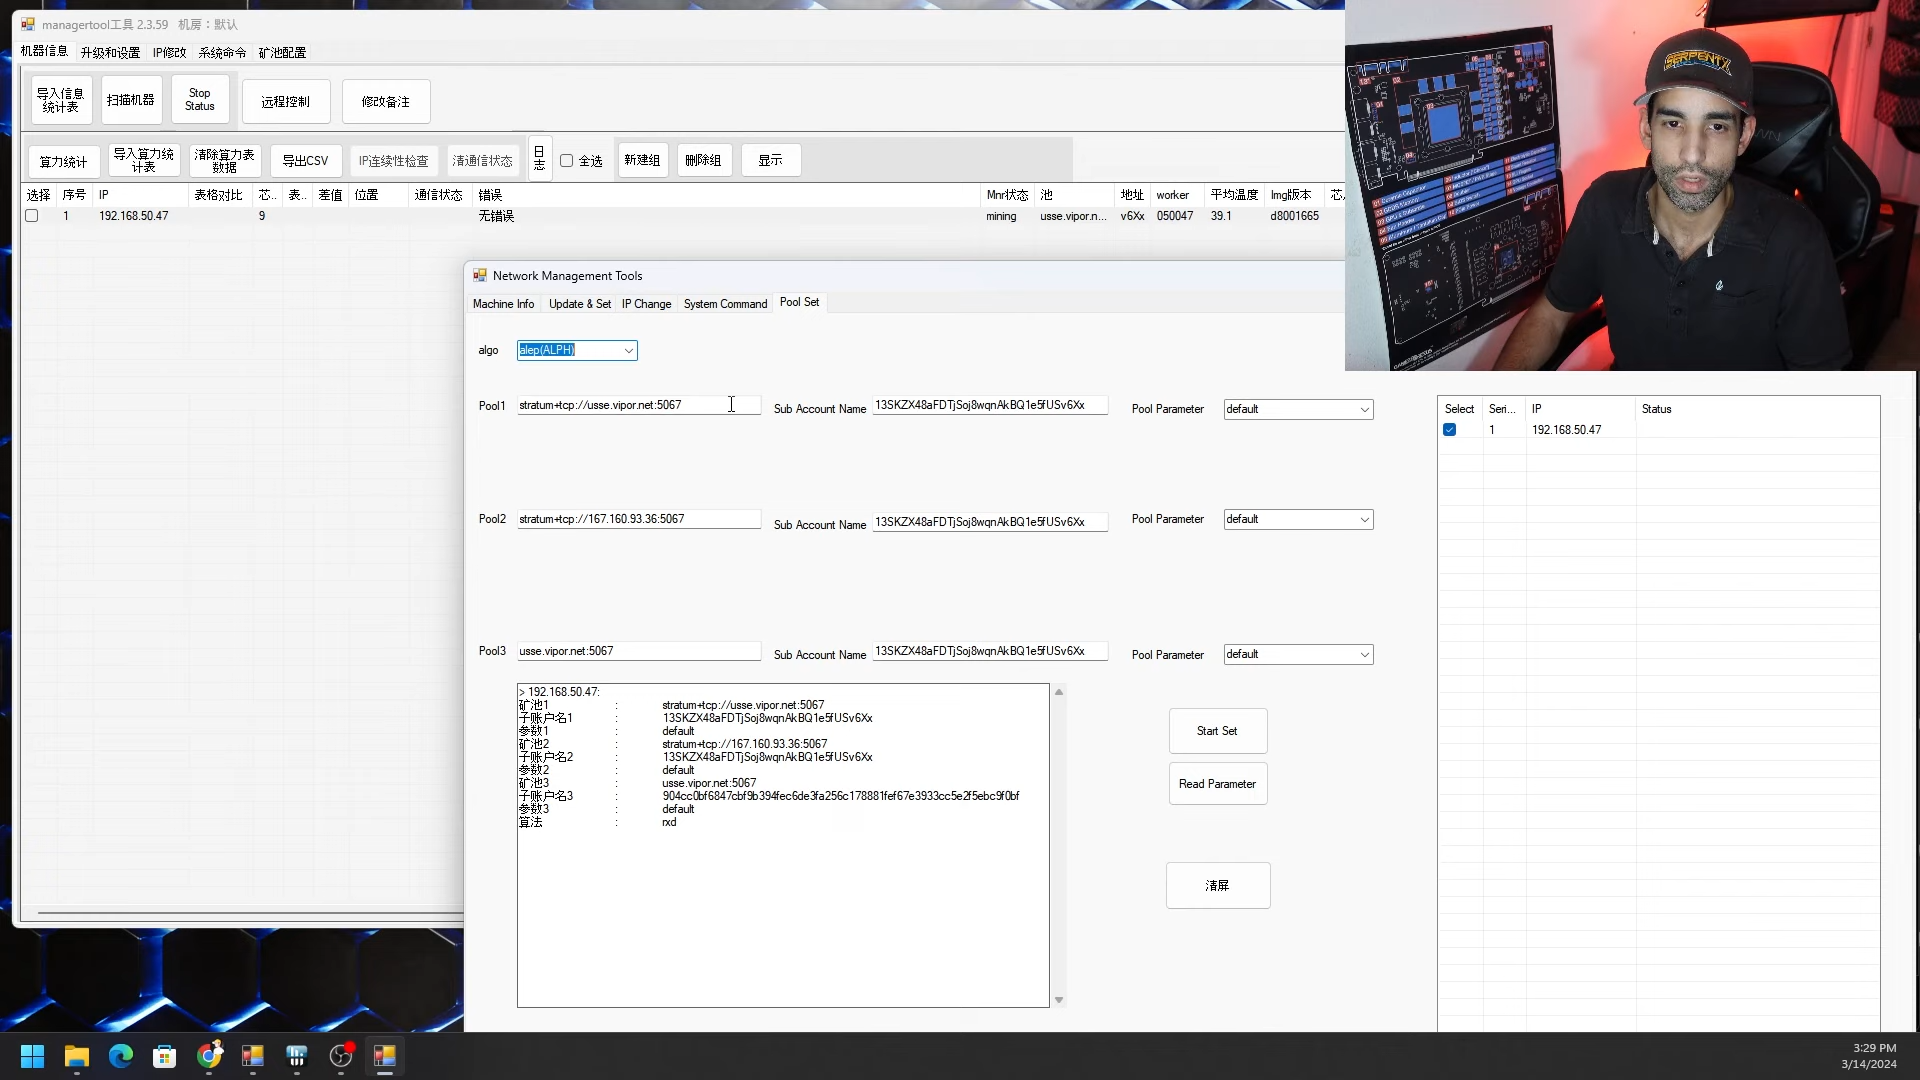 managertool工具 2.3.59 机房：默认
机器信息 升级和设置 IP修改 系统命令 矿池配置
导入信息
统计表
扫描机器
Stop
Status
远程控制
修改备注
算力统计
导入算力统
计表
清除算力表
数据
导出CSV
IP连续性检查
清通信状态
日
志
全选
新建组
删除组
显示
选择 序号 IP 表格对比 芯.. 表.. 差值 位置 通信状态 错误 Mnr状态 池 地址 worker 平均温度 Img版本
1 192.168.50.47 9 无错误 mining usse.vipor.n... v6Xx 050047 39.1 d8001665
Network Management Tools
Machine Info Update & Set IP Change System Command Pool Set
algo alep(ALPH)
Pool1 stratum+tcp://usse.vipor.net:5067 Sub Account Name 13SKZX48aFDTjSoj8wqnAkBQ1e5fUSv6Xx Pool Parameter default
Pool2 stratum+tcp://167.160.93.36:5067 Sub Account Name 13SKZX48aFDTjSoj8wqnAkBQ1e5fUSv6Xx Pool Parameter default
Pool3 usse.vipor.net:5067 Sub Account Name 13SKZX48aFDTjSoj8wqnAkBQ1e5fUSv6Xx Pool Parameter default
> 192.168.50.47:
矿池1 : stratum+tcp://usse.vipor.net:5067
子账户名1 : 13SKZX48aFDTjSoj8wqnAkBQ1e5fUSv6Xx
参数1 : default
矿池2 : stratum+tcp://167.160.93.36:5067
子账户名2 : 13SKZX48aFDTjSoj8wqnAkBQ1e5fUSv6Xx
参数2 : default
矿池3 : usse.vipor.net:5067
子账户名3 : 904cc0bf6847cbf9b394fec6de3fa256c178881fef67e3933cc5e2f5ebc9f0bf
参数3 : default
算法 : rxd
Start Set
Read Parameter
清屏
Select Seri... IP Status
1 192.168.50.47
SERPENTX
3:29 PM
3/14/2024